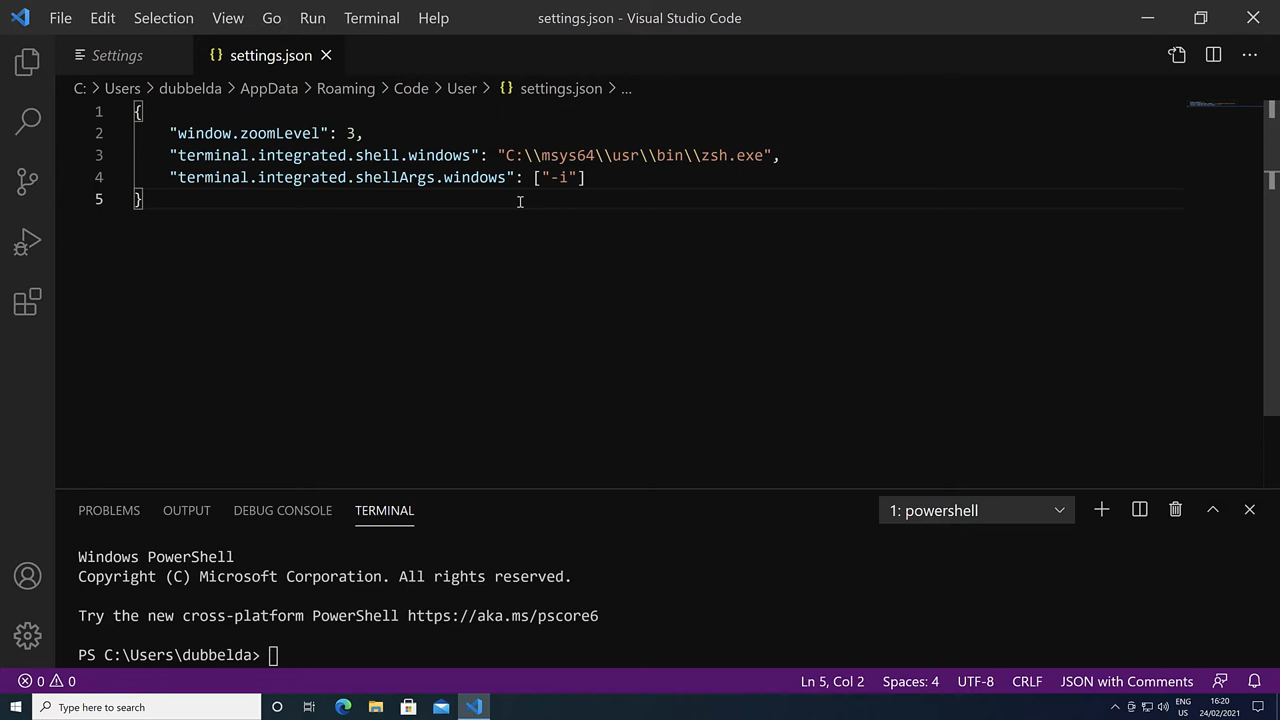 File Edit Selection View Go Run Terminal Help settings.json - Visual Studio Code
Settings {} settings.json
C: > Users > dubbelda > AppData > Roaming > Code > User > {} settings.json > ...
1 {
2 "window.zoomLevel": 3,
3 "terminal.integrated.shell.windows": "C:\\msys64\\usr\\bin\\zsh.exe",
4 "terminal.integrated.shellArgs.windows": ["-i"]
5 }
PROBLEMS OUTPUT DEBUG CONSOLE TERMINAL 1: powershell
Windows PowerShell
Copyright (C) Microsoft Corporation. All rights reserved.
Try the new cross-platform PowerShell https://aka.ms/pscore6
PS C:\Users\dubbelda>
0 0 Ln 5, Col 2 Spaces: 4 UTF-8 CRLF JSON with Comments
Type here to search ENG 16:20
US 24/02/2021